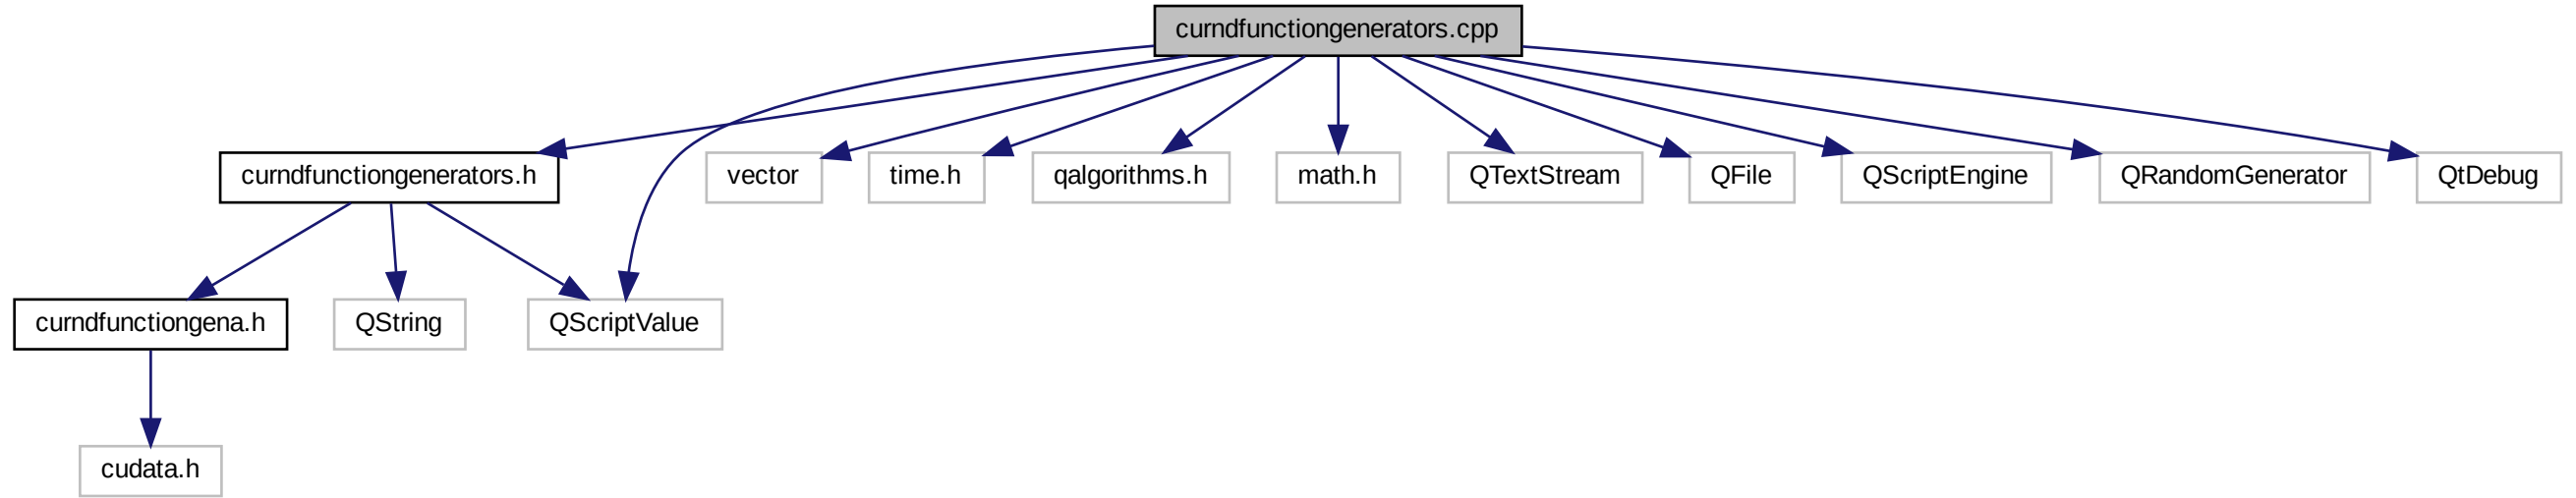 curndfunctiongenerators.cpp
curndfunctiongenerators.h
vector
time.h
qalgorithms.h
math.h
QTextStream
QFile
QScriptEngine
QRandomGenerator
QtDebug
curndfunctiongena.h
QString
QScriptValue
cudata.h